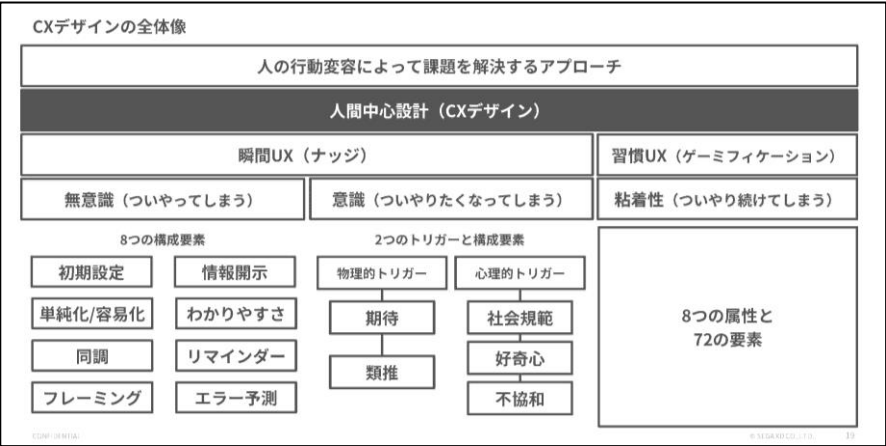 CXデザインの全体像
人の行動変容によって課題を解決するアプローチ
人間中心設計（CXデザイン）
瞬間UX（ナッジ）
習慣UX（ゲーミフィケーション）
無意識（ついやってしまう）
意識（ついやりたくなってしまう）
粘着性（ついやり続けてしまう）
8つの構成要素
初期設定
情報開示
単純化/容易化
わかりやすさ
同調
リマインダー
フレーミング
エラー予測
2つのトリガーと構成要素
物理的トリガー
心理的トリガー
期待
類推
社会規範
好奇心
不協和
8つの属性と
72の要素
CONFIDENTIAL
19